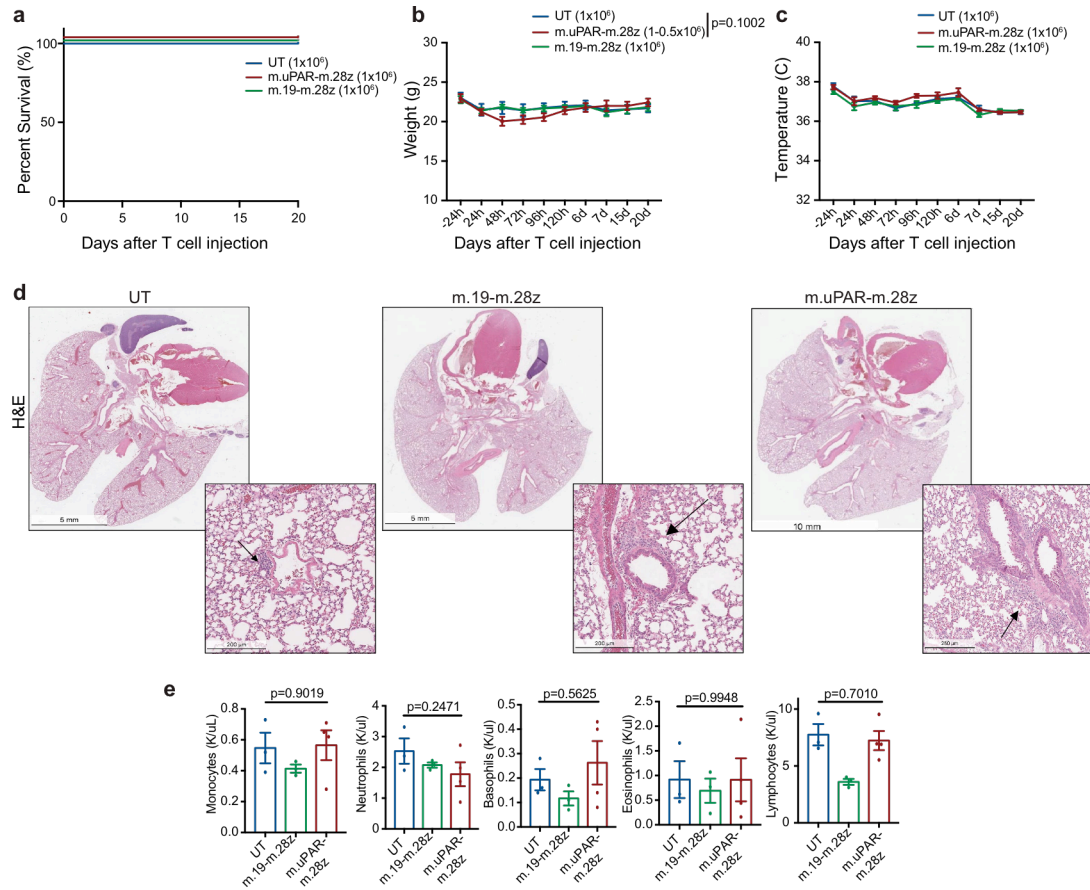 a
Percent Survival (%)
100
50
0
0 5 10 15 20
Days after T cell injection
UT (1x10⁶)
m.uPAR-m.28z (1x10⁶)
m.19-m.28z (1x10⁶)
b
UT (1x10⁶)
m.uPAR-m.28z (1-0.5x10⁶)
m.19-m.28z (1x10⁶)
p=0.1002
Weight (g)
30
25
20
15
10
-24h 24h 48h 72h 96h 120h 6d 7d 15d 20d
Days after T cell injection
c
UT (1x10⁶)
m.uPAR-m.28z (1x10⁶)
m.19-m.28z (1x10⁶)
Temperature (C)
40
38
36
34
32
-24h 24h 48h 72h 96h 120h 6d 7d 15d 20d
Days after T cell injection
d
UT
m.19-m.28z
m.uPAR-m.28z
H&E
5 mm
5 mm
10 mm
200 µm
200 µm
250 µm
e
p=0.9019
Monocytes (K/uL)
0.8
0.6
0.4
0.2
0.0
UT
m.19-m.28z
m.uPAR-
m.28z
p=0.2471
Neutrophils (K/ul)
4
3
2
1
0
UT
m.19-m.28z
m.uPAR-
m.28z
p=0.5625
Basophils (K/ul)
0.5
0.4
0.3
0.2
0.1
0.0
UT
m.19-m.28z
m.uPAR-
m.28z
p=0.9948
Eosinophils (K/ul)
2.5
2.0
1.5
1.0
0.5
0.0
UT
m.19-m.28z
m.uPAR-
m.28z
p=0.7010
Lymphocytes (K/ul)
10
5
0
UT
m.19-m.28z
m.uPAR-
m.28z